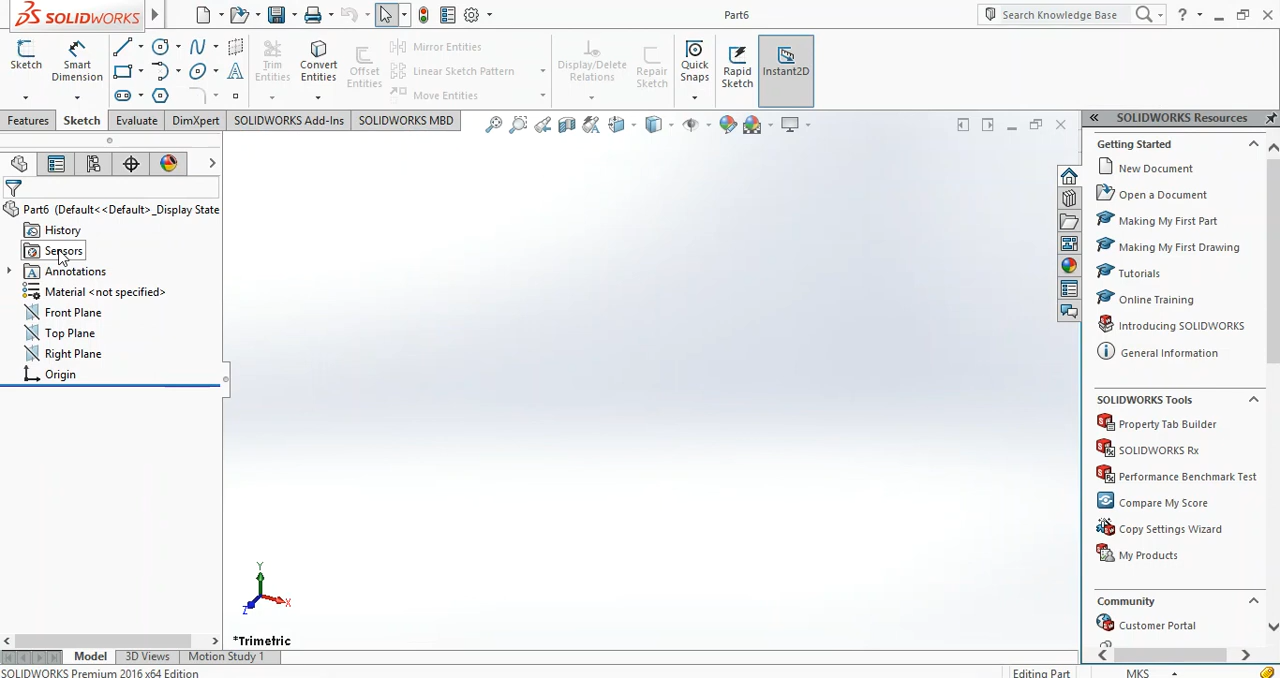 SOLIDWORKS
Part6
Search Knowledge Base
?
Sketch
Smart Dimension
Trim Entities
Convert Entities
Offset Entities
Mirror Entities
Linear Sketch Pattern
Move Entities
Display/Delete Relations
Repair Sketch
Quick Snaps
Rapid Sketch
Instant2D
Features
Sketch
Evaluate
DimXpert
SOLIDWORKS Add-Ins
SOLIDWORKS MBD
Part6 (Default<<Default>_Display State
History
Sensors
Annotations
Material <not specified>
Front Plane
Top Plane
Right Plane
Origin
Y
X
Z
*Trimetric
SOLIDWORKS Resources
Getting Started
New Document
Open a Document
Making My First Part
Making My First Drawing
Tutorials
Online Training
Introducing SOLIDWORKS
General Information
SOLIDWORKS Tools
Property Tab Builder
SOLIDWORKS Rx
Performance Benchmark Test
Compare My Score
Copy Settings Wizard
My Products
Community
Customer Portal
Model
3D Views
Motion Study 1
SOLIDWORKS Premium 2016 x64 Edition
Editing Part
MKS